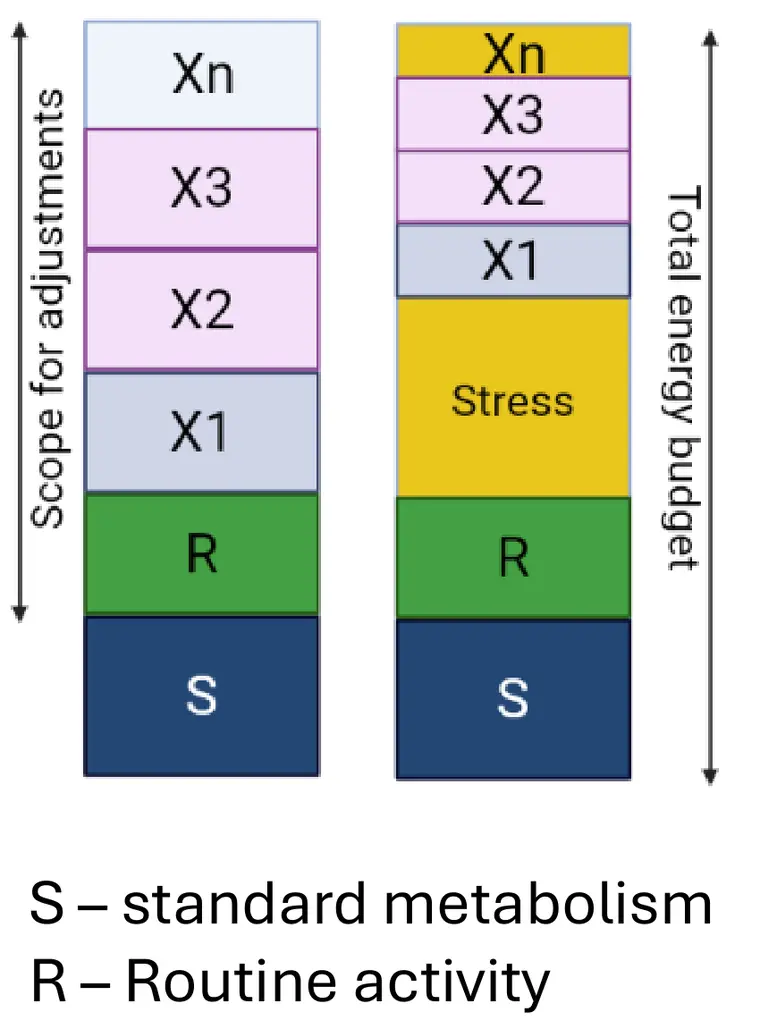 Scope for adjustments
Xn
X3
X2
X1
R
S
Xn
X3
X2
X1
Stress
R
S
Total energy budget
S – standard metabolism
R – Routine activity